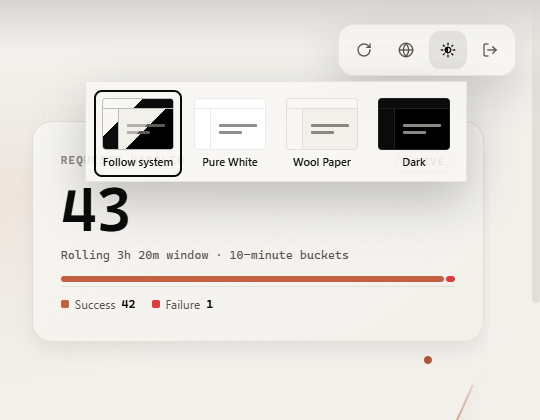 Follow system
Pure White
Wool Paper
Dark
43
Rolling 3h 20m window · 10-minute buckets
Success 42
Failure 1